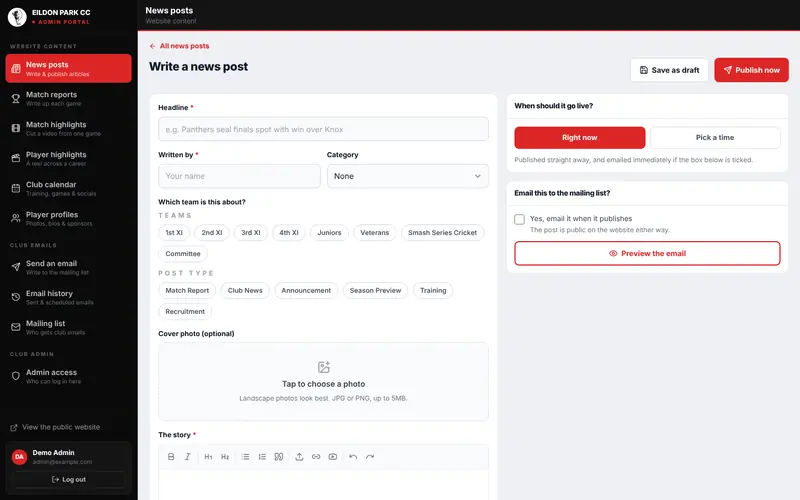 EILDON PARK CC
ADMIN PORTAL
WEBSITE CONTENT
News posts
Write & publish articles
Match reports
Write up each game
Match highlights
Cut a video from one game
Player highlights
A reel across a career
Club calendar
Training, games & socials
Player profiles
Photos, bios & sponsors
CLUB EMAILS
Send an email
Write to the mailing list
Email history
Sent & scheduled emails
Mailing list
Who gets club emails
CLUB ADMIN
Admin access
Who can log in here
View the public website
DA
Demo Admin
admin@example.com
Log out
News posts
Website content
All news posts
Write a news post
Save as draft
Publish now
Headline *
e.g. Panthers seal finals spot with win over Knox
Written by *
Category
Your name
None
Which team is this about?
TEAMS
1st XI
2nd XI
3rd XI
4th XI
Juniors
Veterans
Smash Series Cricket
Committee
POST TYPE
Match Report
Club News
Announcement
Season Preview
Training
Recruitment
Cover photo (optional)
Tap to choose a photo
Landscape photos look best. JPG or PNG, up to 5MB.
The story *
B I H1 H2
When should it go live?
Right now
Pick a time
Published straight away, and emailed immediately if the box below is ticked.
Email this to the mailing list?
Yes, email it when it publishes
The post is public on the website either way.
Preview the email